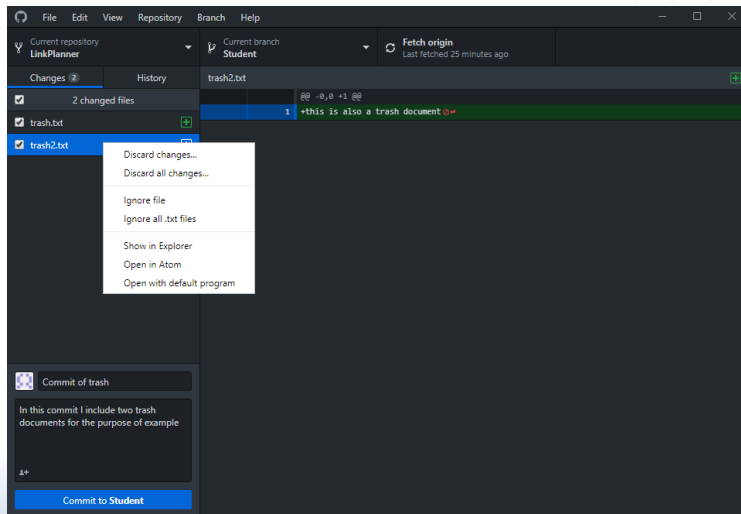 File Edit View Repository Branch Help
Current repository
LinkPlanner
Current branch
Student
Fetch origin
Last fetched 25 minutes ago
Changes 2
History
trash2.txt
2 changed files
@@ -0,0 +1 @@
trash.txt
1 +this is also a trash document
trash2.txt
Discard changes...
Discard all changes...
Ignore file
Ignore all .txt files
Show in Explorer
Open in Atom
Open with default program
Commit of trash
In this commit I include two trash
documents for the purpose of example
Commit to Student